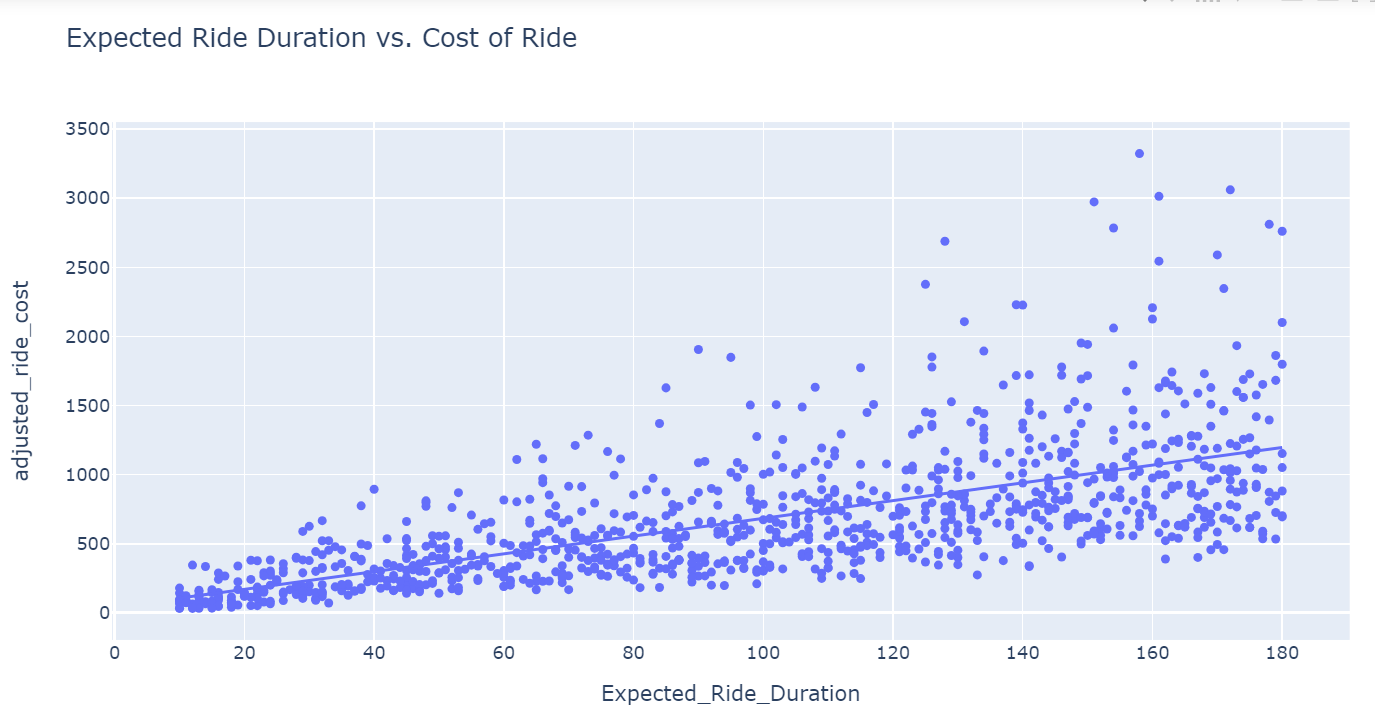 Expected Ride Duration vs. Cost of Ride
3500
3000
2500
2000
1500
1000
500
0
adjusted_ride_cost
0 20 40 60 80 100 120 140 160 180
Expected_Ride_Duration